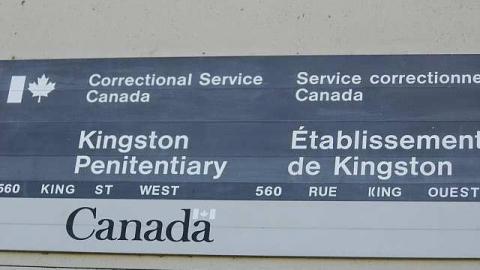 Correctional Service
Canada
Service correctionne
Canada
Kingston
Penitentiary
Établissement
de Kingston
560 KING ST WEST
560 RUE KING OUEST
Canada